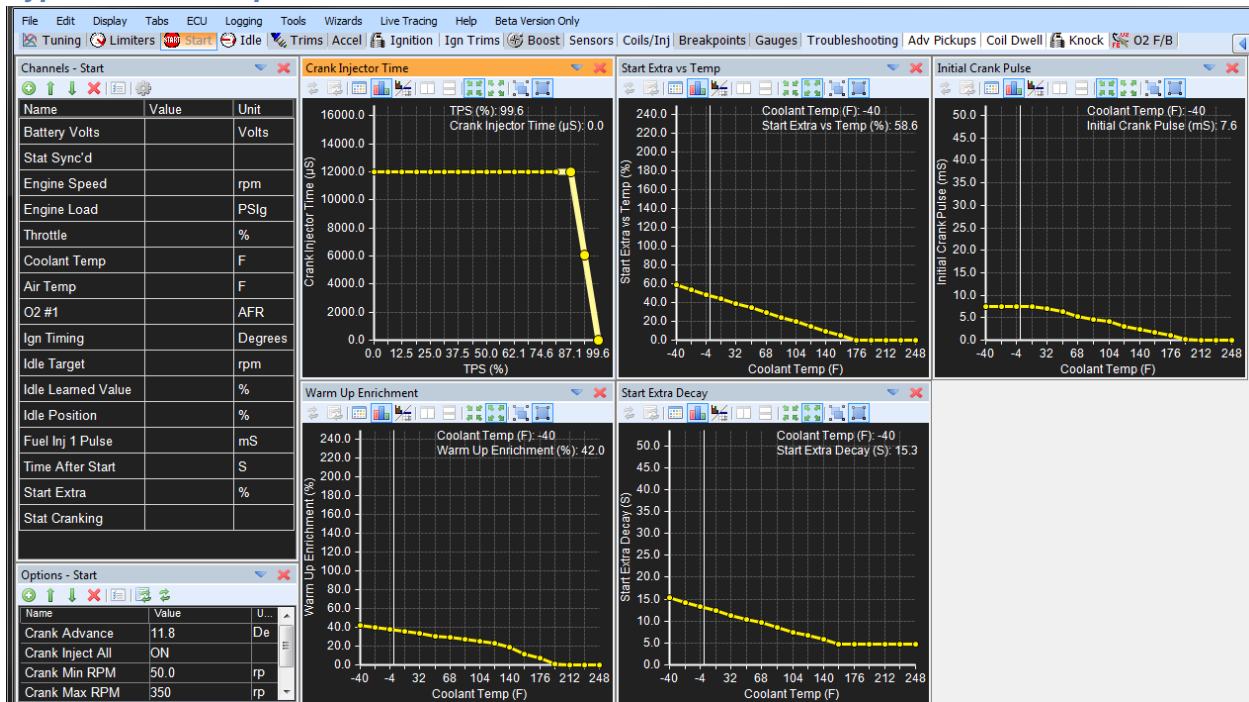 File Edit Display Tabs ECU Logging Tools Wizards Live Tracing Help Beta Version Only
Tuning Limiters START Start Idle Trims Accel Ignition Ign Trims Boost Sensors Coils/Inj Breakpoints Gauges Troubleshooting Adv Pickups Coil Dwell Knock O2 F/B
Channels - Start
Name Value Unit
Battery Volts Volts
Stat Sync'd
Engine Speed rpm
Engine Load PSIg
Throttle %
Coolant Temp F
Air Temp F
O2 #1 AFR
Ign Timing Degrees
Idle Target rpm
Idle Learned Value %
Idle Position %
Fuel Inj 1 Pulse mS
Time After Start S
Start Extra %
Stat Cranking
Options - Start
Name Value U...
Crank Advance 11.8 De
Crank Inject All ON
Crank Min RPM 50.0 rp
Crank Max RPM 350 rp
Crank Injector Time
TPS (%): 99.6
Crank Injector Time (µS): 0.0
Crank Injector Time (µS)
16000.0
14000.0
12000.0
10000.0
8000.0
6000.0
4000.0
2000.0
0.0
0.0 12.5 25.0 37.5 50.0 62.1 74.6 87.1 99.6
TPS (%)
Start Extra vs Temp
Coolant Temp (F): -40
Start Extra vs Temp (%): 58.6
Start Extra vs Temp (%)
240.0
220.0
200.0
180.0
160.0
140.0
120.0
100.0
80.0
60.0
40.0
20.0
0.0
-40 -4 32 68 104 140 176 212 248
Coolant Temp (F)
Initial Crank Pulse
Coolant Temp (F): -40
Initial Crank Pulse (mS): 7.6
Initial Crank Pulse (mS)
50.0
45.0
40.0
35.0
30.0
25.0
20.0
15.0
10.0
5.0
0.0
-40 -4 32 68 104 140 176 212 248
Coolant Temp (F)
Warm Up Enrichment
Coolant Temp (F): -40
Warm Up Enrichment (%): 42.0
Warm Up Enrichment (%)
240.0
220.0
200.0
180.0
160.0
140.0
120.0
100.0
80.0
60.0
40.0
20.0
0.0
-40 -4 32 68 104 140 176 212 248
Coolant Temp (F)
Start Extra Decay
Coolant Temp (F): -40
Start Extra Decay (S): 15.3
Start Extra Decay (S)
50.0
45.0
40.0
35.0
30.0
25.0
20.0
15.0
10.0
5.0
0.0
-40 -4 32 68 104 140 176 212 248
Coolant Temp (F)